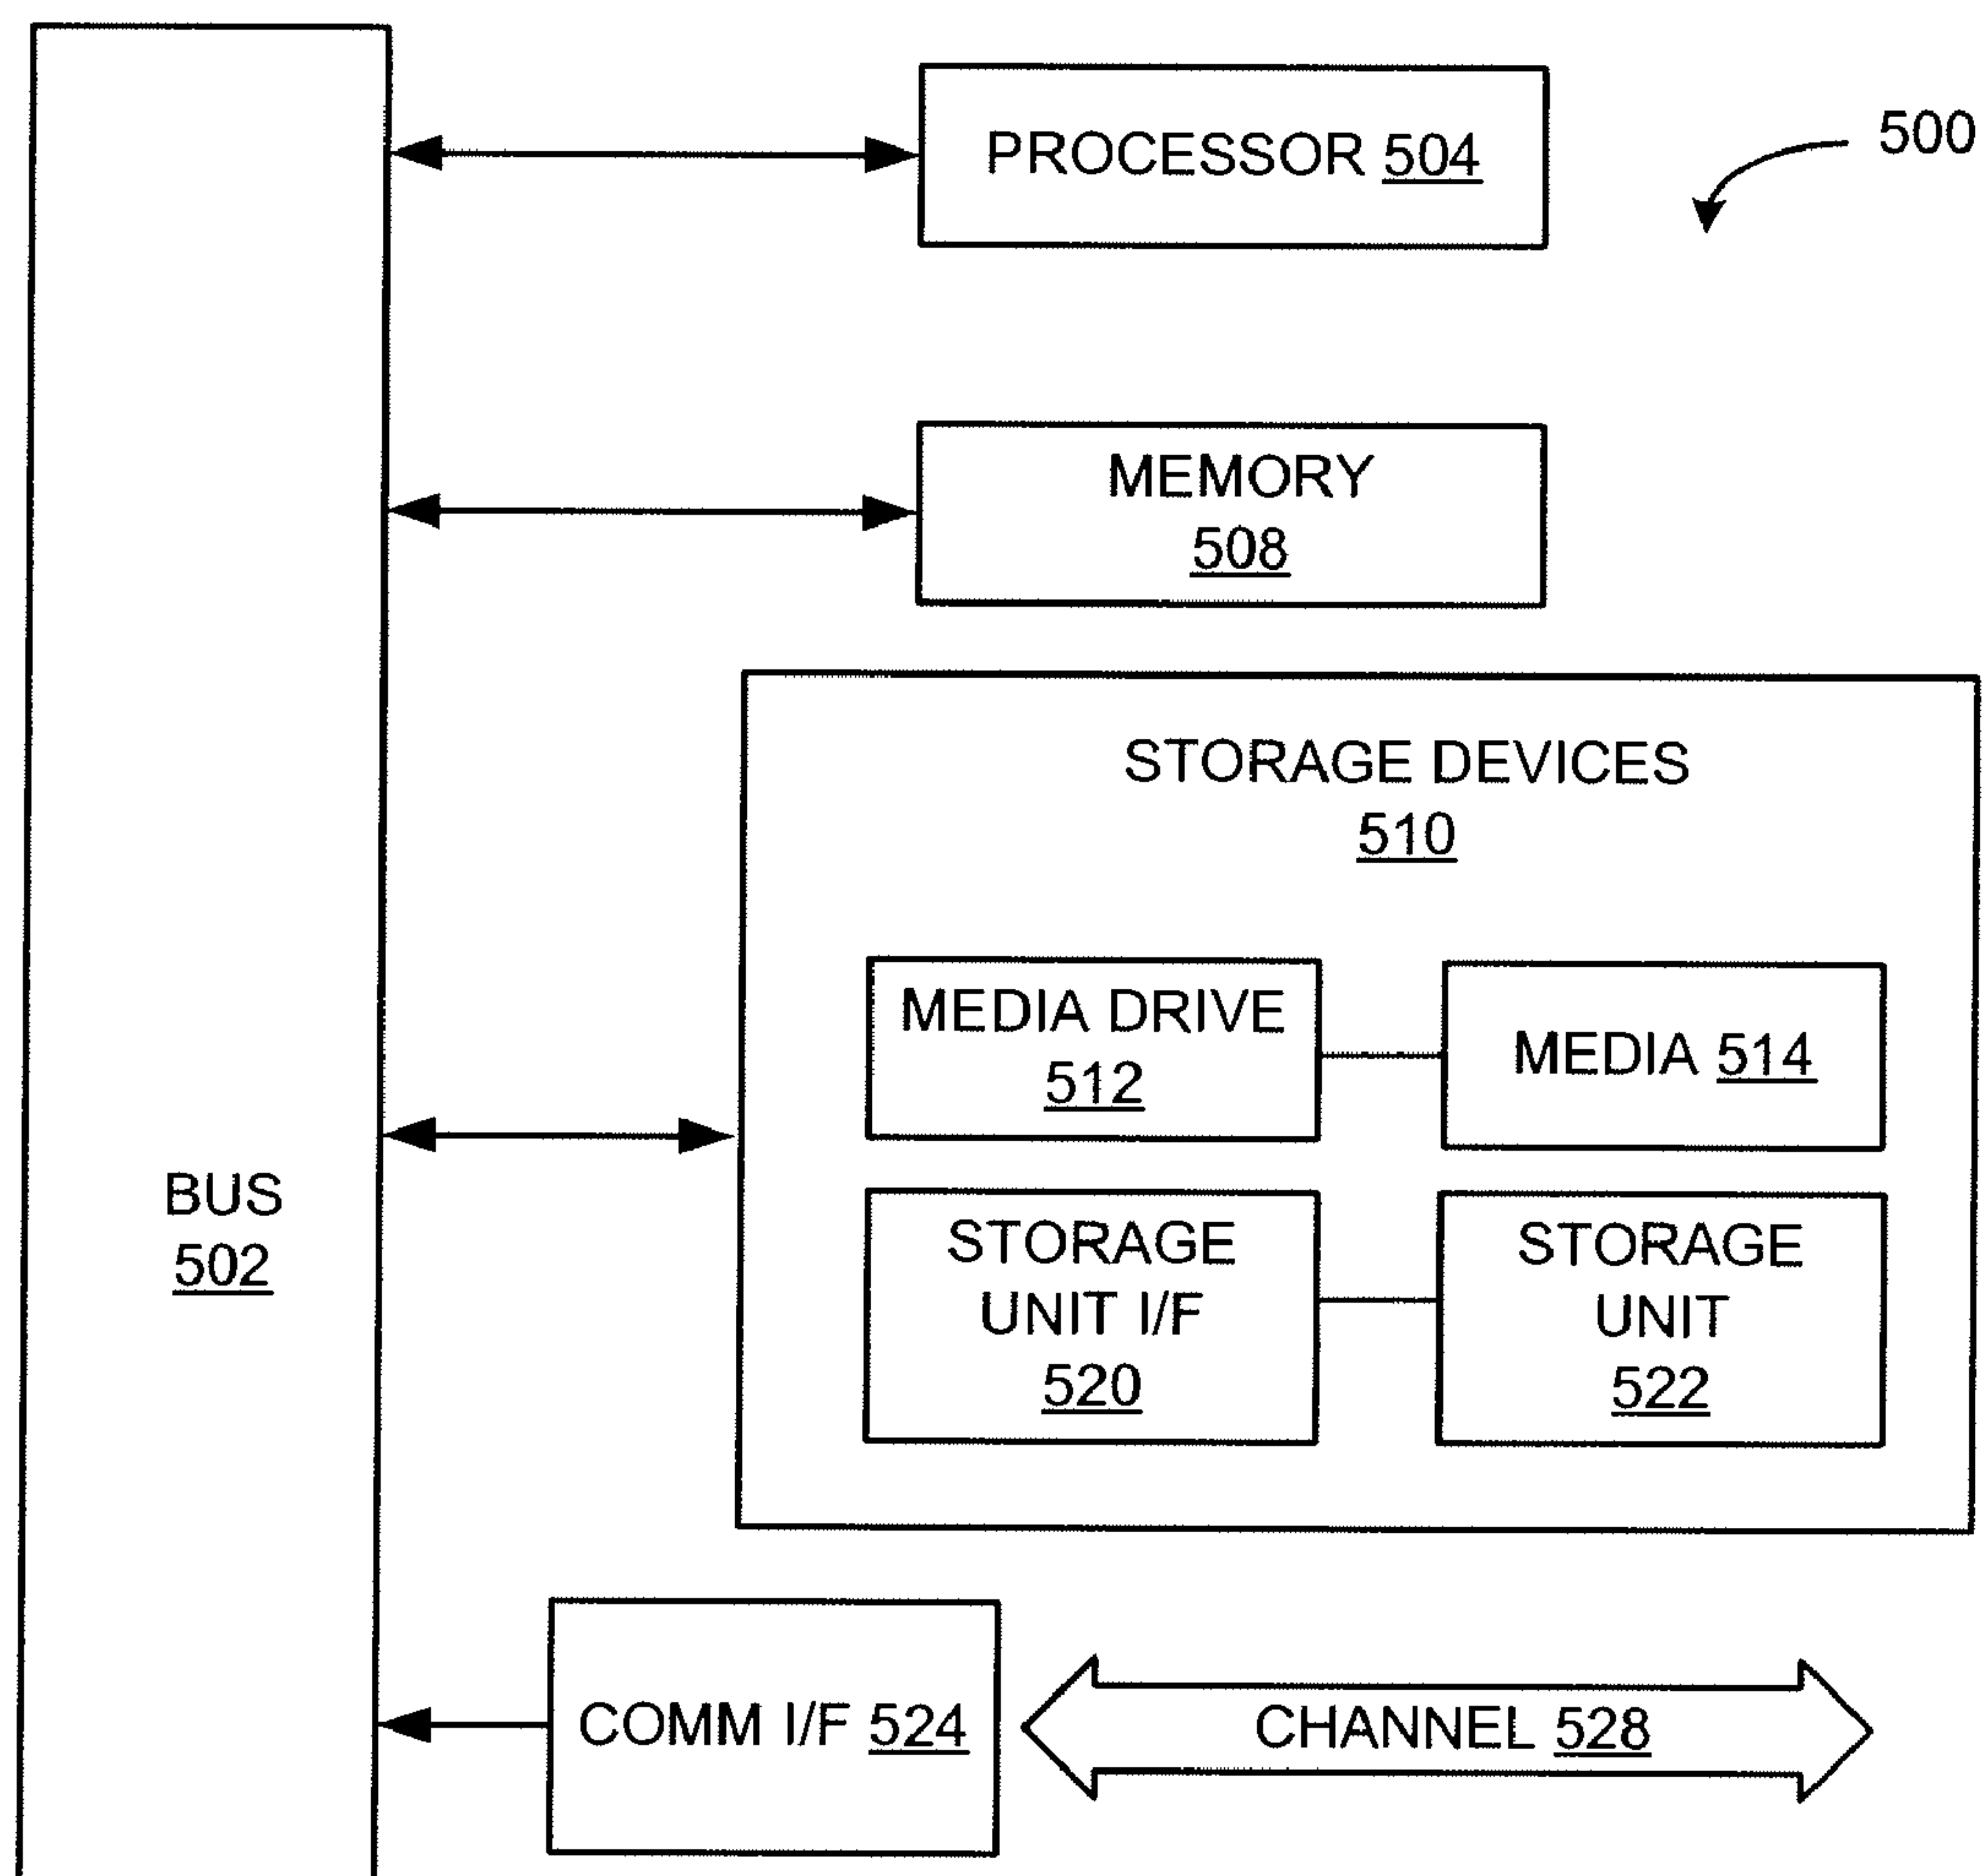 PROCESSOR 504
500
MEMORY
508
STORAGE DEVICES
510
MEDIA DRIVE
512
MEDIA 514
BUS
502
STORAGE
UNIT I/F
520
STORAGE
UNIT
522
COMM I/F 524
CHANNEL 528